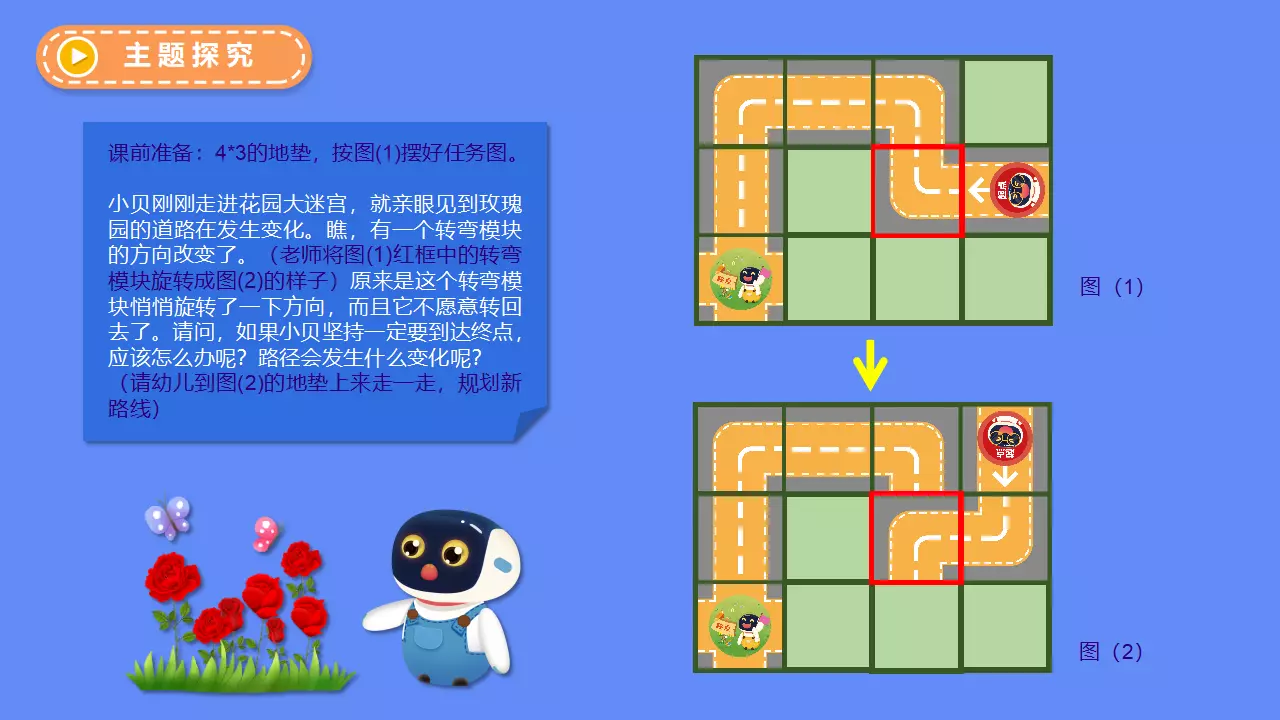 主题探究
课前准备：4*3的地垫，按图(1)摆好任务图。
小贝刚刚走进花园大迷宫，就亲眼见到玫瑰
园的道路在发生变化。瞧，有一个转弯模块
的方向改变了。（老师将图(1)红框中的转弯
模块旋转成图(2)的样子）原来是这个转弯模
块悄悄旋转了一下方向，而且它不愿意转回
去了。请问，如果小贝坚持一定要到达终点，
应该怎么办呢？路径会发生什么变化呢？
（请幼儿到图(2)的地垫上来走一走，规划新
路线）
图（1）
图（2）